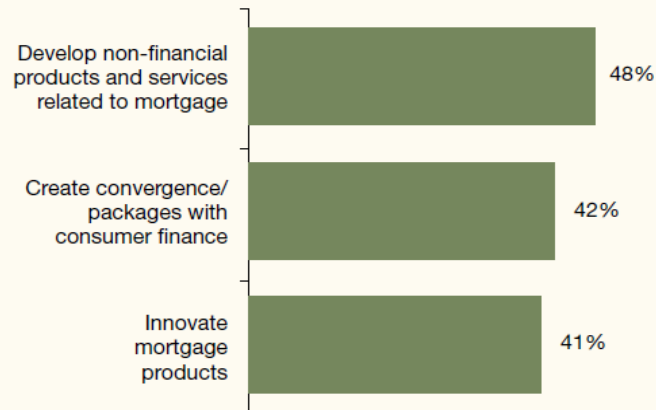 Develop non-financial
products and services
related to mortgage
48%
Create convergence/
packages with
consumer finance
42%
Innovate
mortgage
products
41%